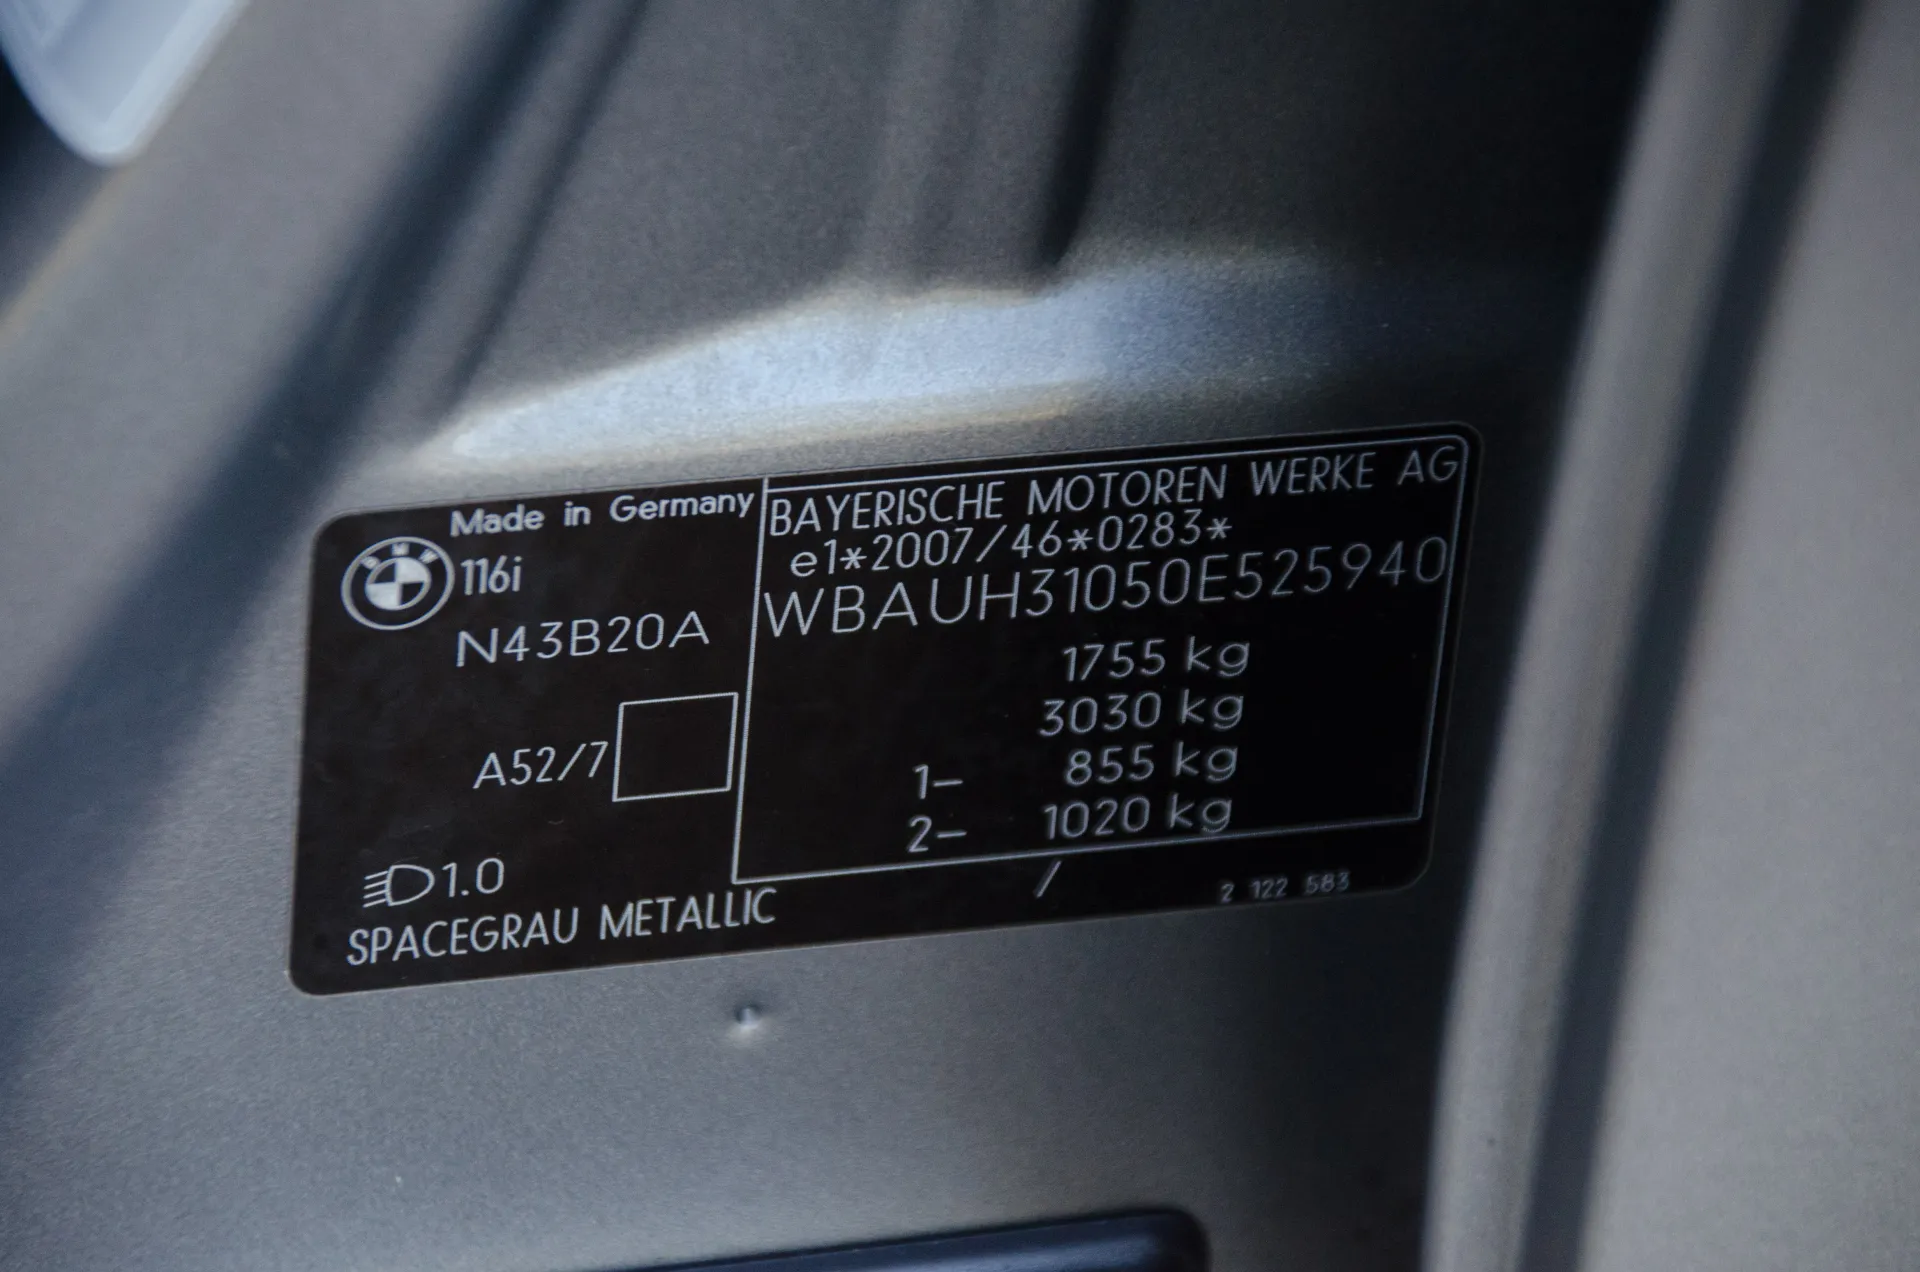 Made in Germany
BMW
116i
N43B20A
A52/7
1.0
SPACEGRAU METALLIC
BAYERISCHE MOTOREN WERKE AG
e1*2007/46*0283*
WBAUH31050E525940
1755 kg
3030 kg
1- 855 kg
2- 1020 kg
/
2 122 583